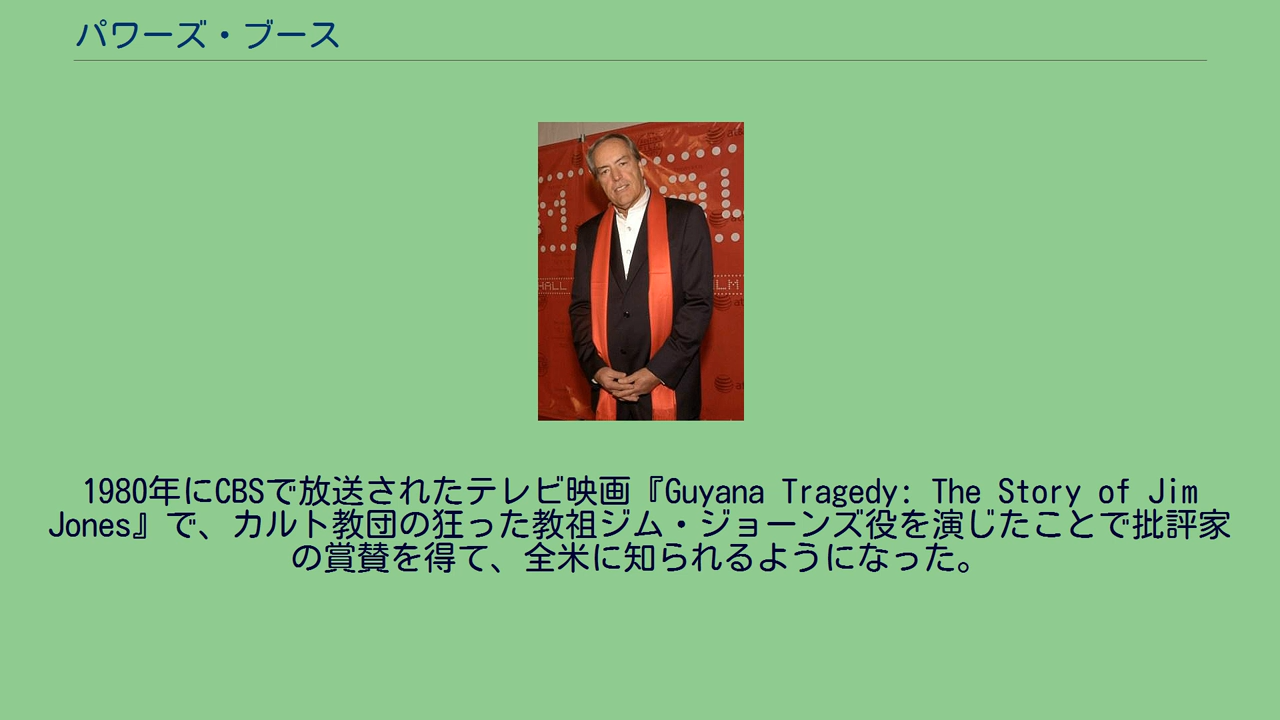 パワーズ・ブース
HALL
LM
1980年にCBSで放送されたテレビ映画『Guyana Tragedy: The Story of Jim
Jones』で、カルト教団の狂った教祖ジム・ジョーンズ役を演じたことで批評家
の賞賛を得て、全米に知られるようになった。